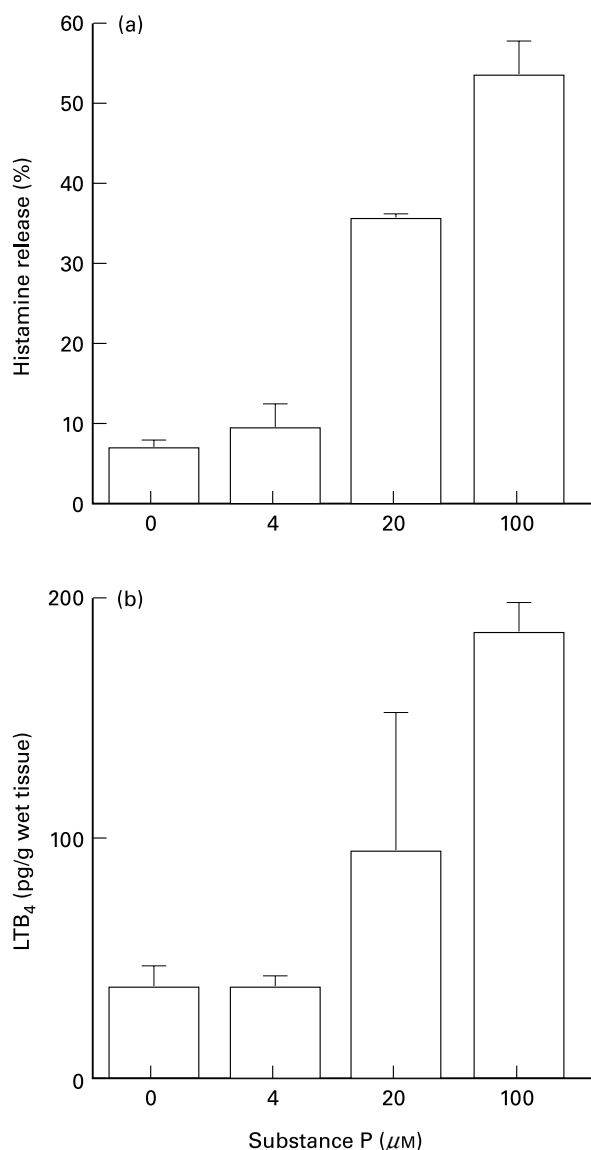 (a)
60
50
40
30
20
10
0
Histamine release (%)
0 4 20 100
(b)
200
100
0
LTB₄ (pg/g wet tissue)
0 4 20 100
Substance P (μM)